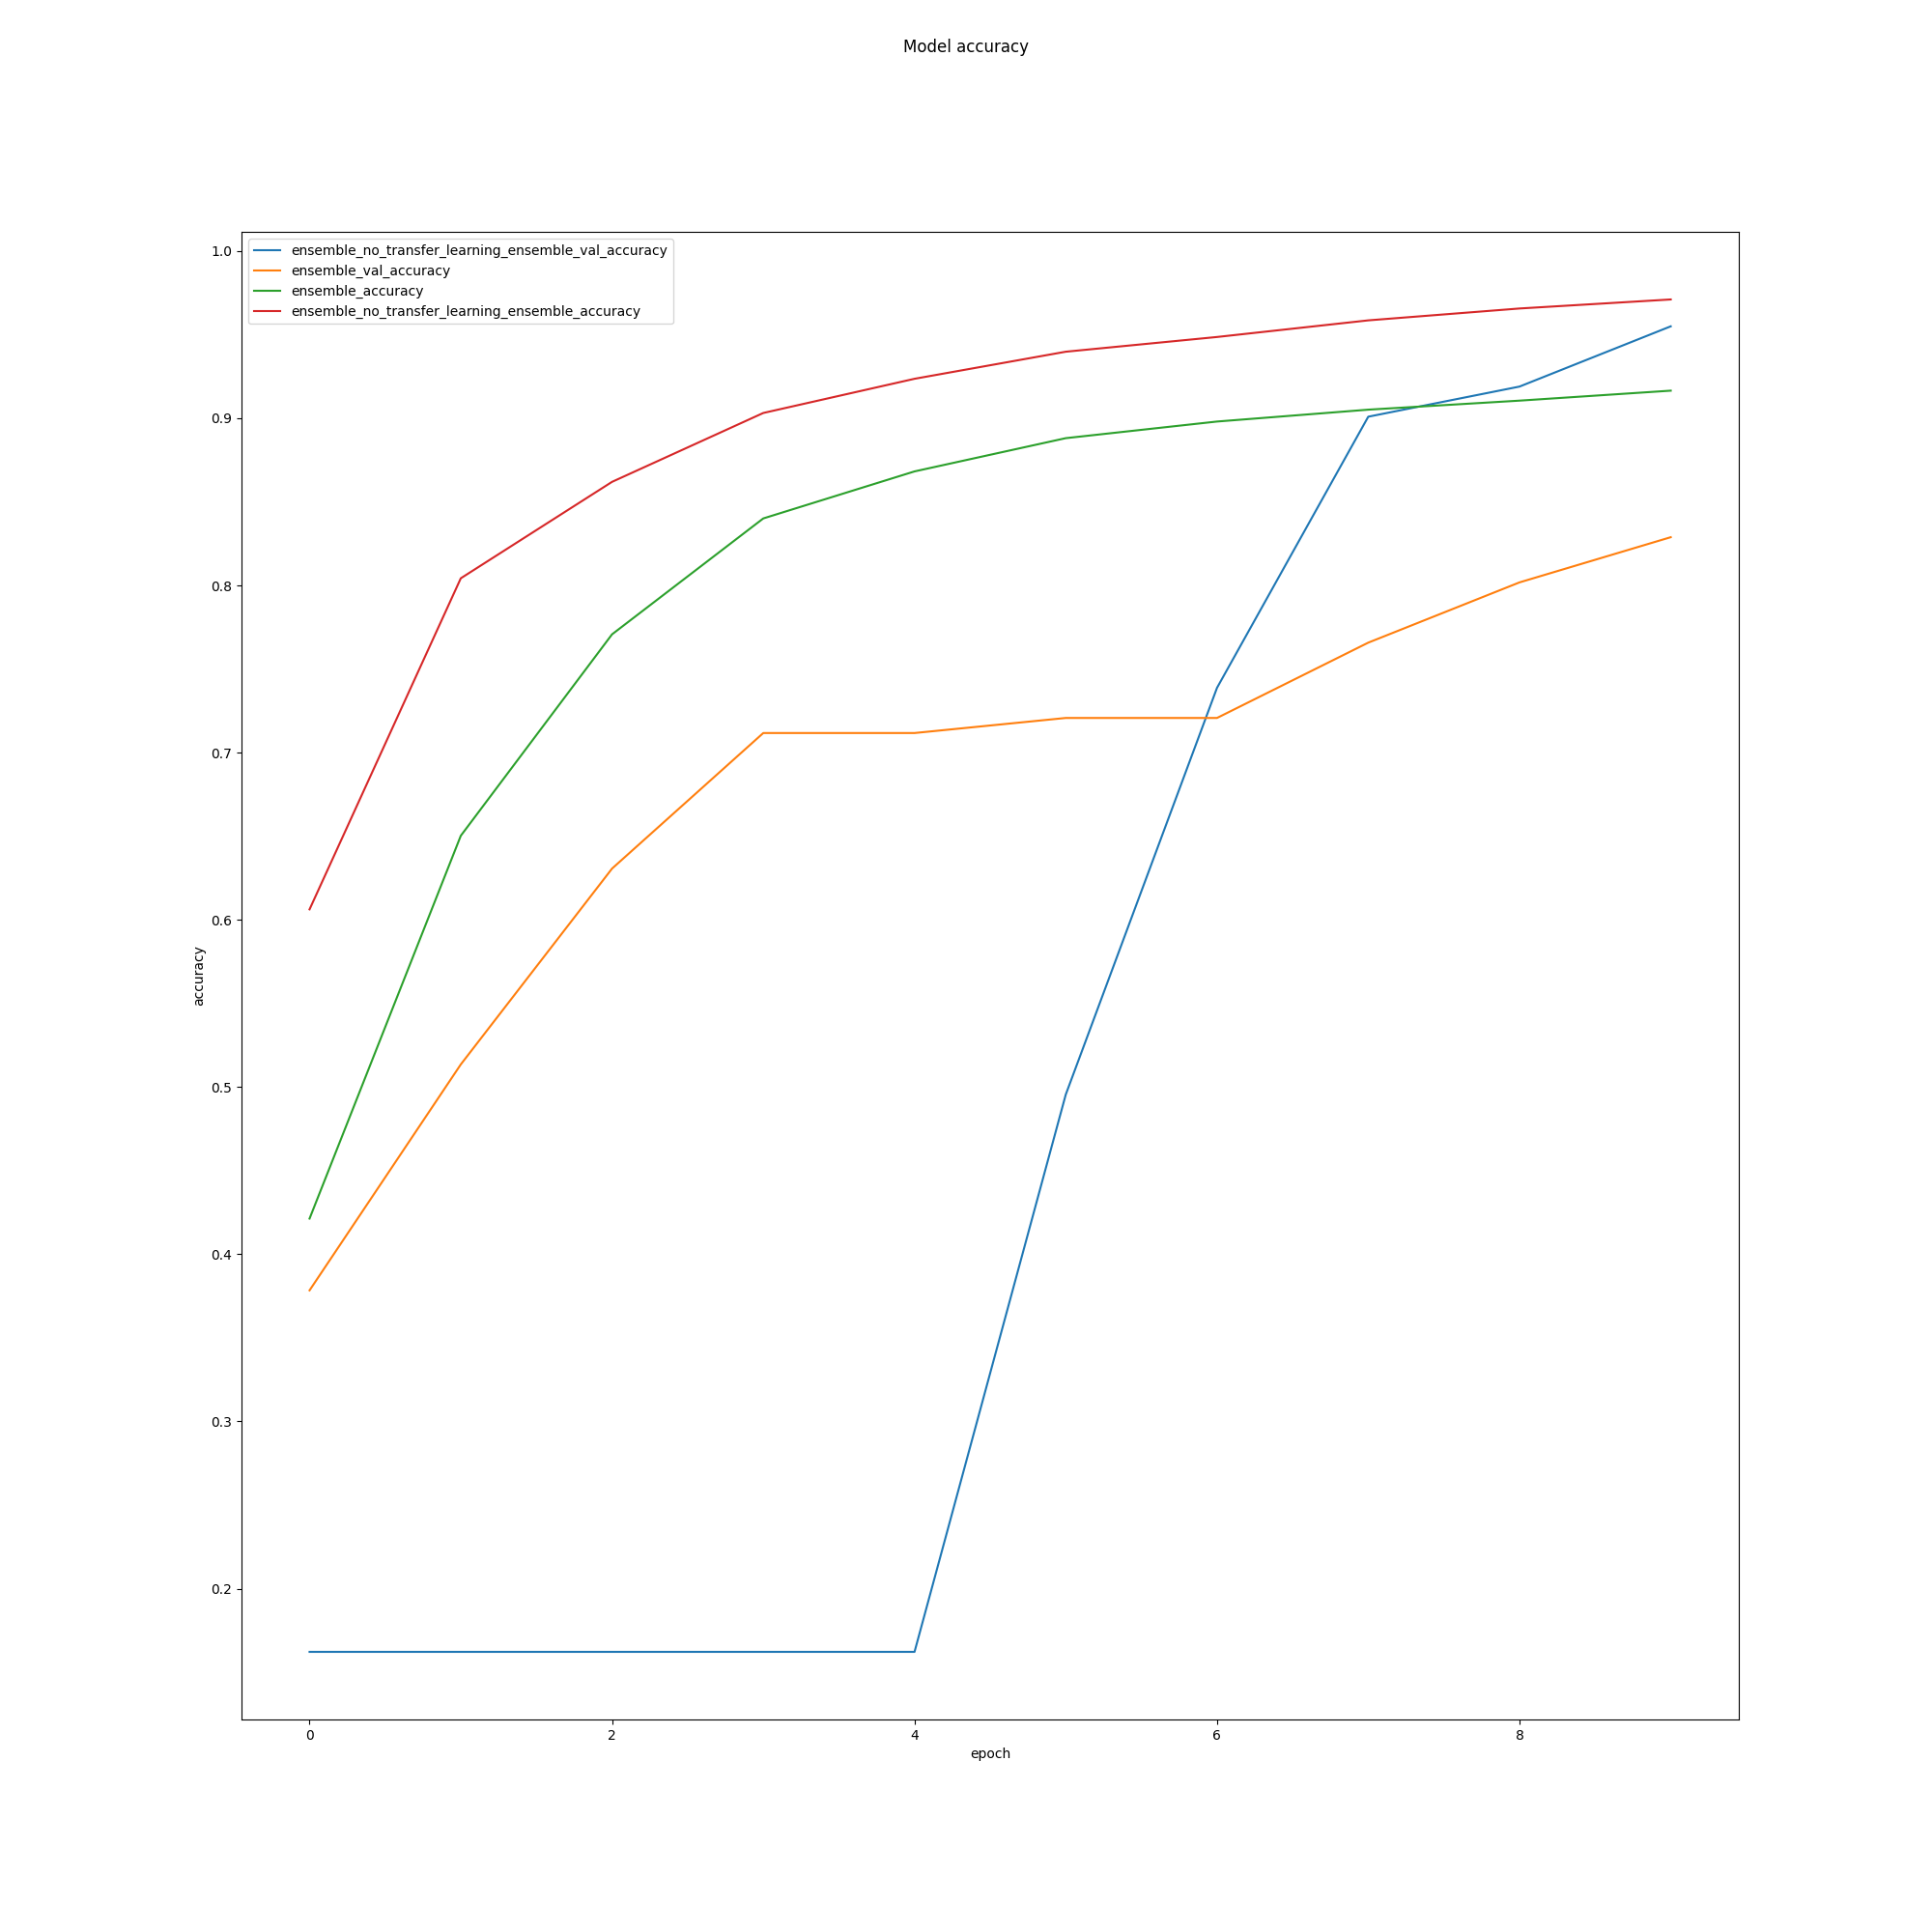 Model accuracy
ensemble_no_transfer_learning_ensemble_val_accuracy
ensemble_val_accuracy
ensemble_accuracy
ensemble_no_transfer_learning_ensemble_accuracy
1.0
0.9
0.8
0.7
0.6
0.5
0.4
0.3
0.2
accuracy
0 2 4 6 8
epoch